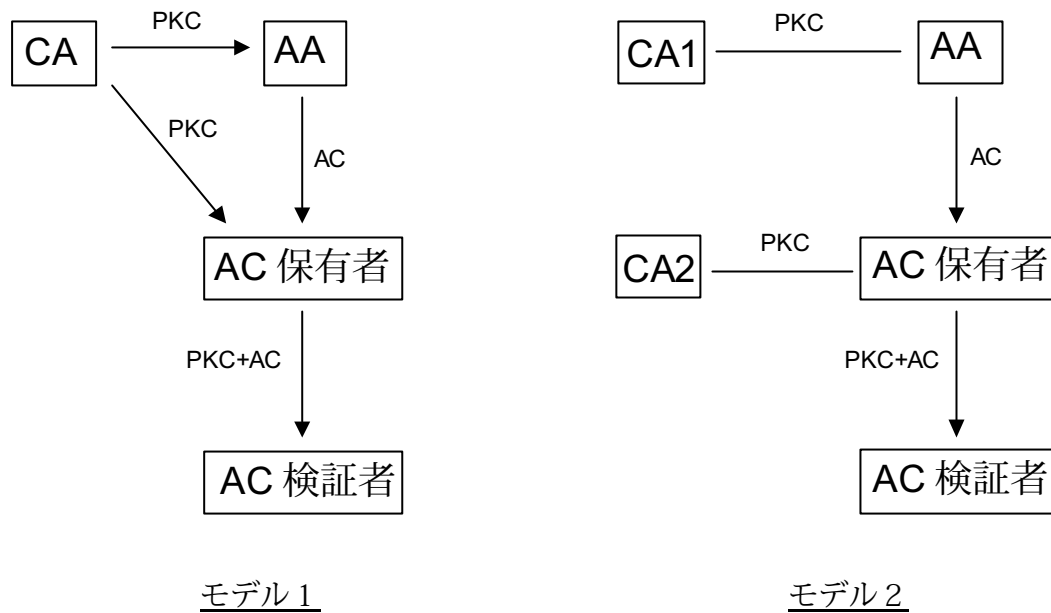 PKC
CA
AA
PKC
AC
AC 保有者
PKC+AC
AC 検証者
モデル 1
PKC
CA1
AA
AC
PKC
CA2
AC 保有者
PKC+AC
AC 検証者
モデル 2